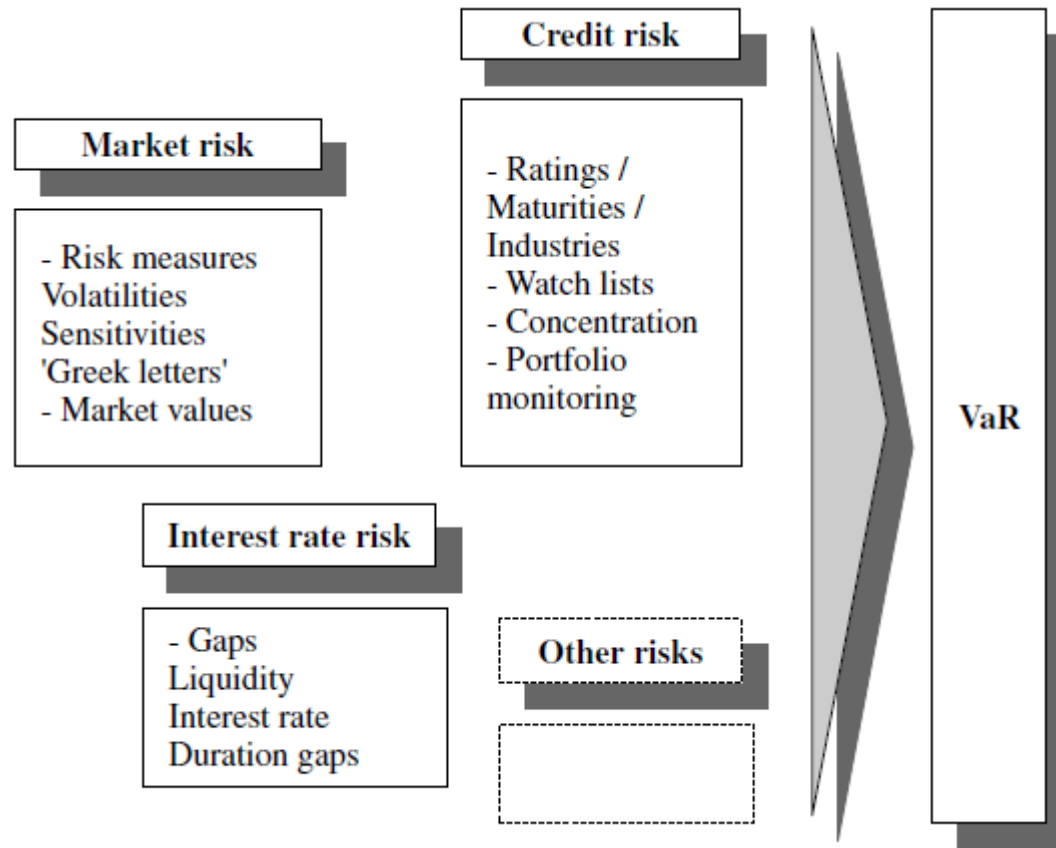 Credit risk
- Ratings /
Maturities /
Industries
- Watch lists
- Concentration
- Portfolio
monitoring
Market risk
- Risk measures
Volatilities
Sensitivities
'Greek letters'
- Market values
Interest rate risk
- Gaps
Liquidity
Interest rate
Duration gaps
Other risks
VaR